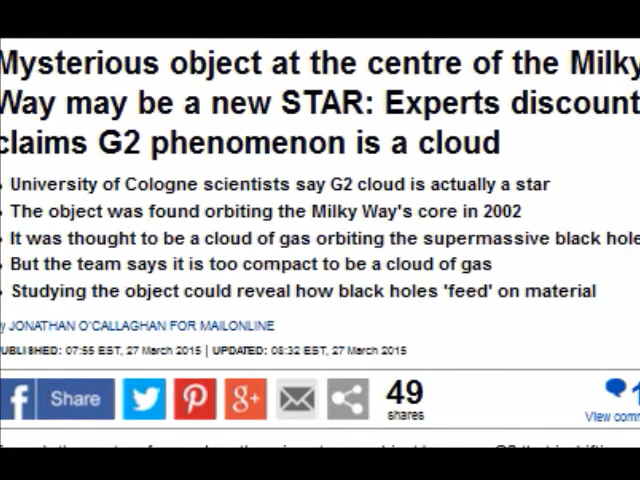 Mysterious object at the centre of the Milky
Way may be a new STAR: Experts discount
claims G2 phenomenon is a cloud
University of Cologne scientists say G2 cloud is actually a star
The object was found orbiting the Milky Way's core in 2002
It was thought to be a cloud of gas orbiting the supermassive black hole
But the team says it is too compact to be a cloud of gas
Studying the object could reveal how black holes 'feed' on material
y JONATHAN O'CALLAGHAN FOR MAILONLINE
UBLISHED: 07:55 EST, 27 March 2015 | UPDATED: 08:32 EST, 27 March 2015
f Share
g+
49
shares
View comm